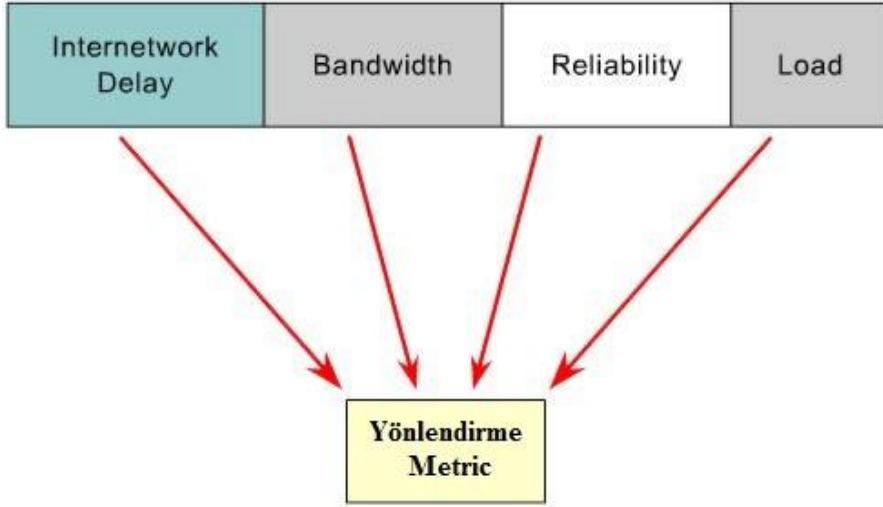 Internetwork
Delay
Bandwidth
Reliability
Load
Yönlendirme
Metric